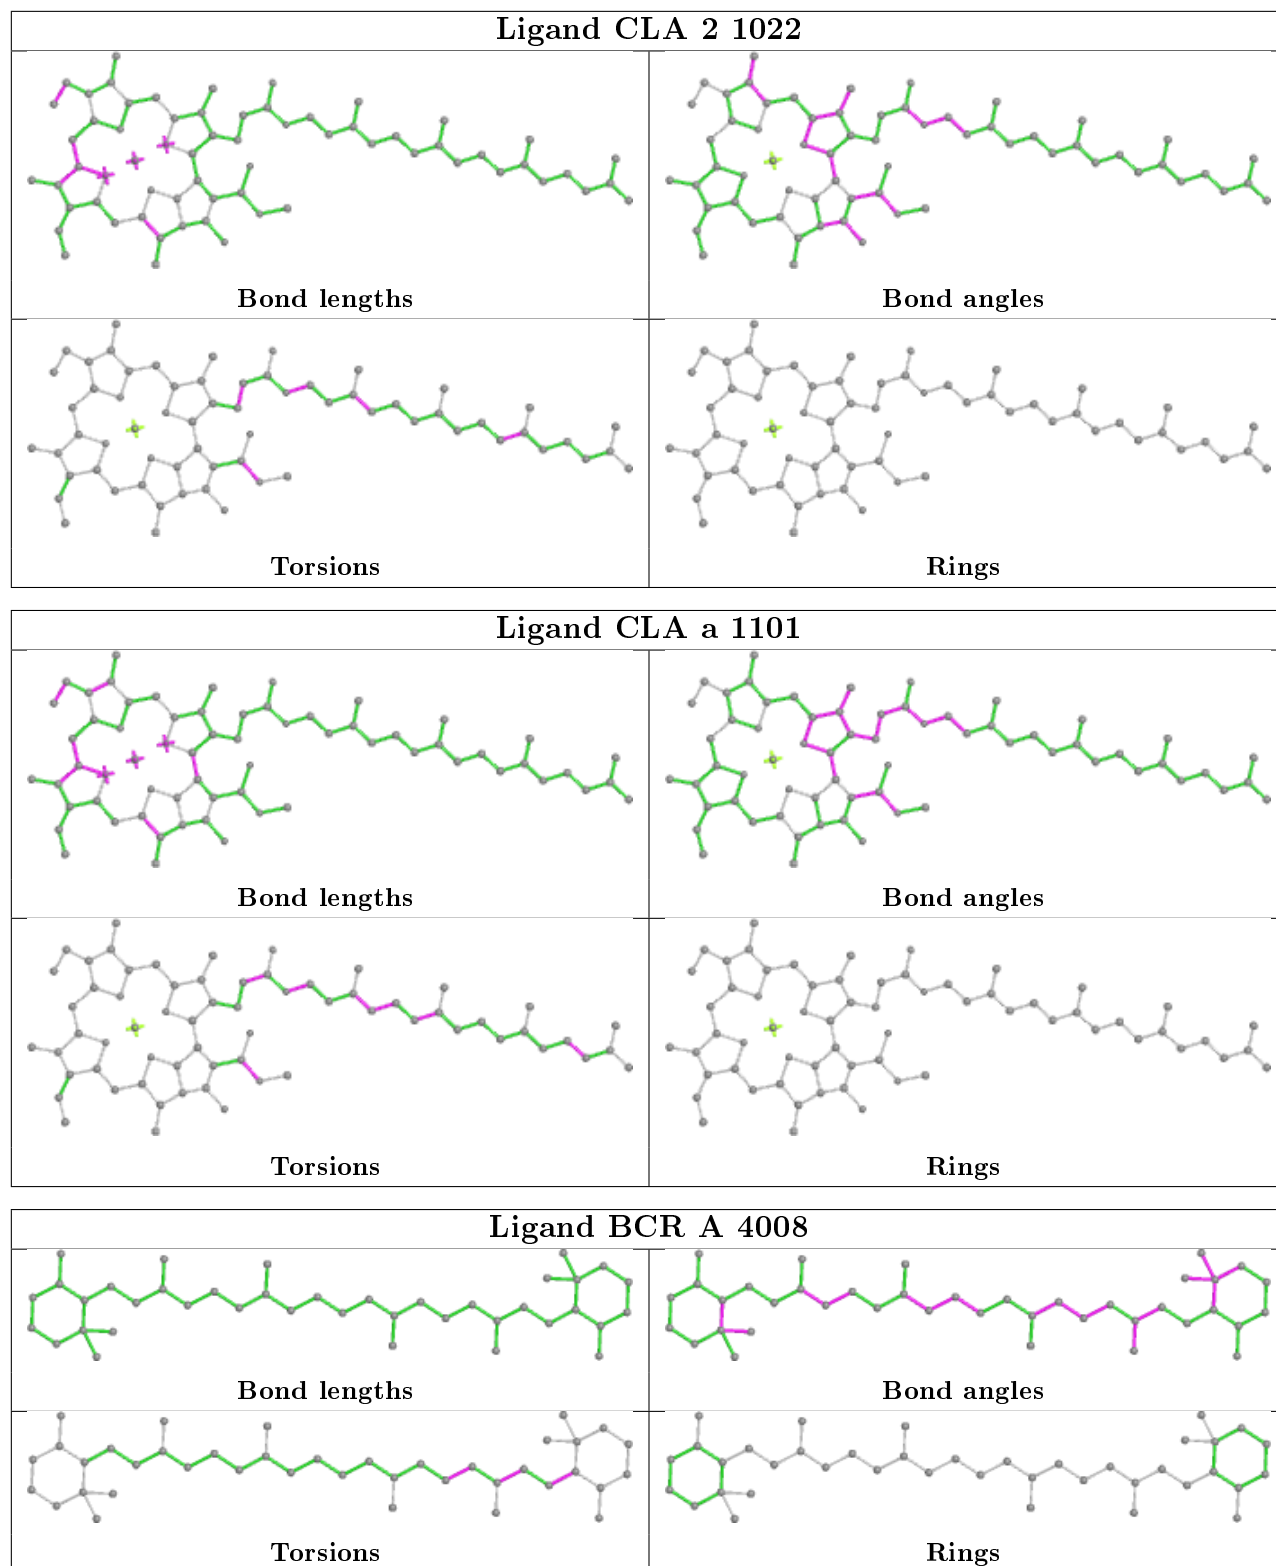 Ligand CLA 2 1022
Bond lengths
Bond angles
Torsions
Rings
Ligand CLA a 1101
Bond lengths
Bond angles
Torsions
Rings
Ligand BCR A 4008
Bond lengths
Bond angles
Torsions
Rings